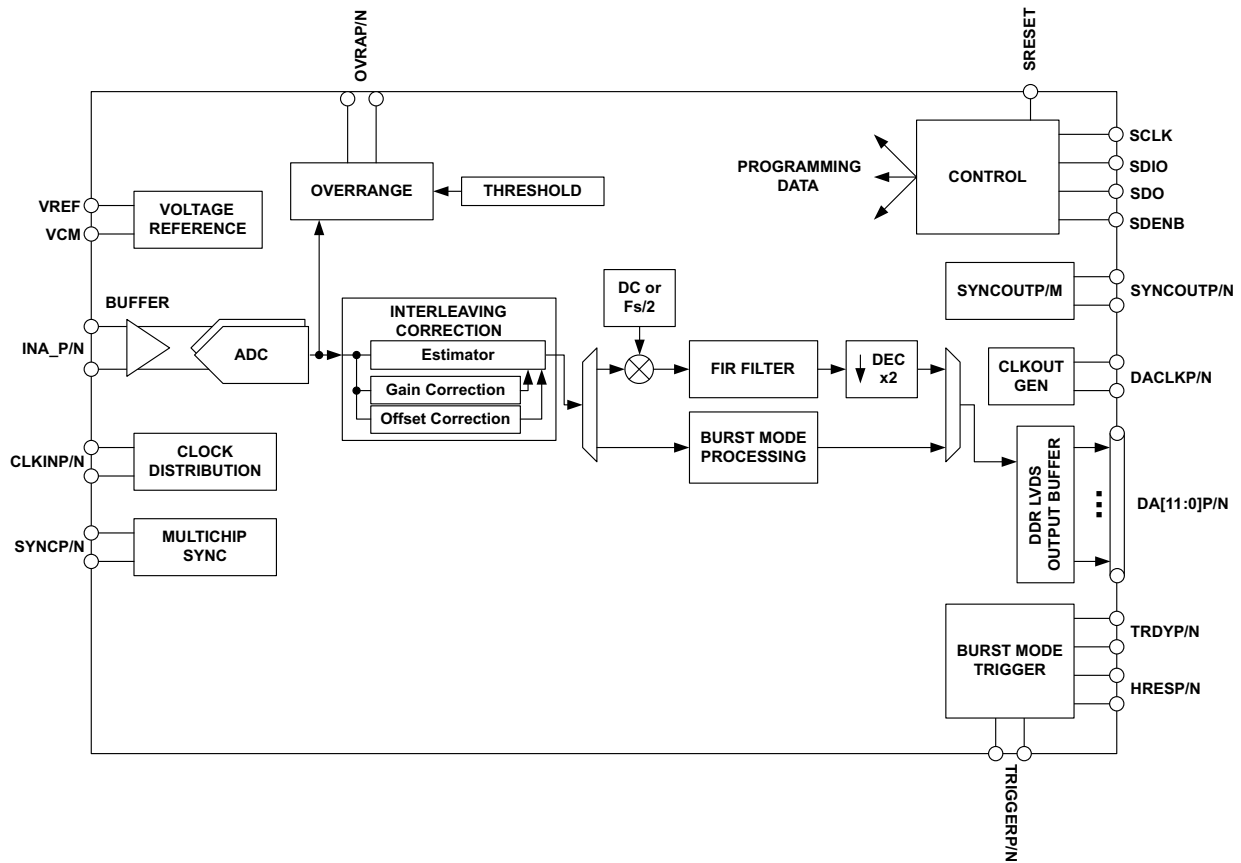 OVRAP/N
SRESET
SCLK
SDIO
SDO
SDENB
PROGRAMMING
DATA
CONTROL
OVERRANGE
THRESHOLD
VREF
VCM
VOLTAGE
REFERENCE
SYNCOUTP/M
SYNCOUTP/N
BUFFER
INA_P/N
ADC
INTERLEAVING
CORRECTION
Estimator
Gain Correction
Offset Correction
DC or
Fs/2
FIR FILTER
DEC
x2
BURST MODE
PROCESSING
CLKOUT
GEN
DACLKP/N
CLKINP/N
CLOCK
DISTRIBUTION
DDR LVDS
OUTPUT BUFFER
DA[11:0]P/N
SYNCP/N
MULTICHIP
SYNC
BURST MODE
TRIGGER
TRDYP/N
HRESP/N
TRIGGERP/N